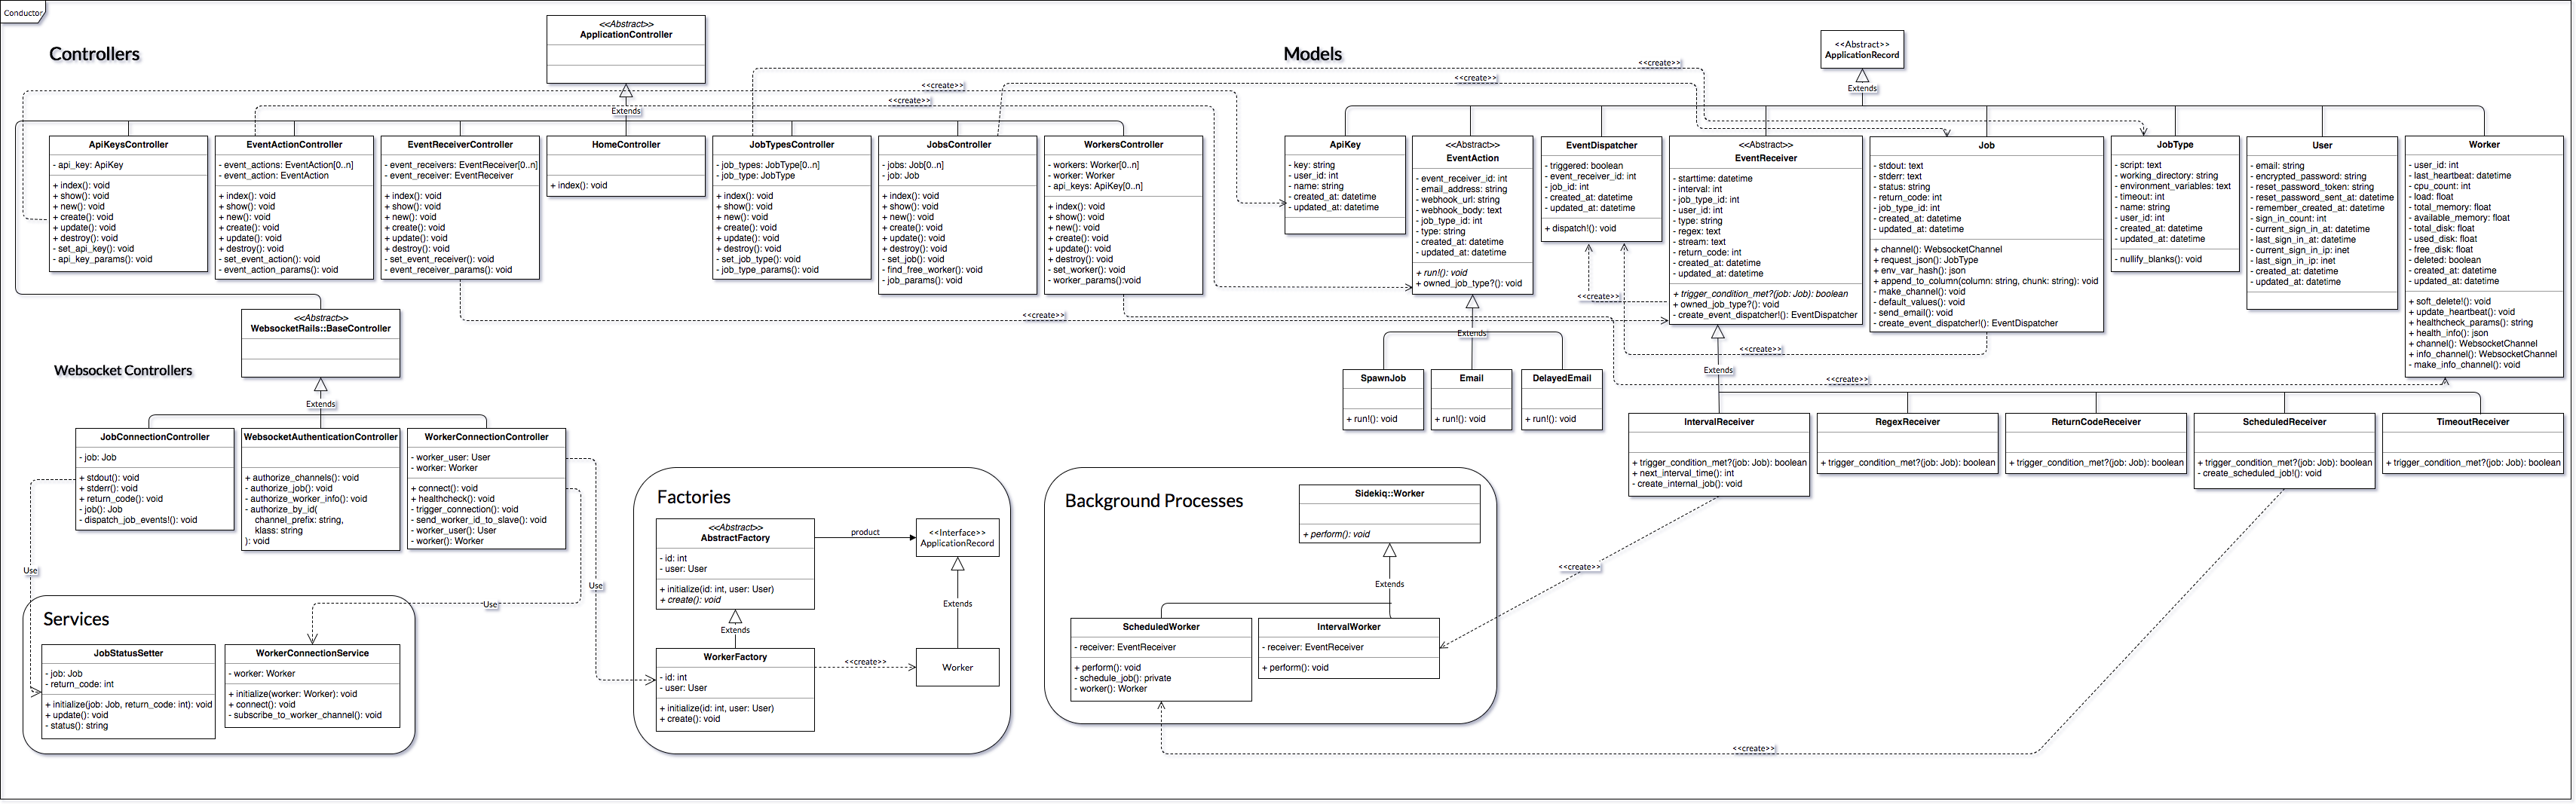 Conductor
Controllers
<<Abstract>>
ApplicationController
Extends
<<create>>
<<create>>
<<create>>
<<create>>
Models
<<Abstract>>
ApplicationRecord
Extends
ApiKeysController
- api_key: ApiKey
+ index(): void
+ show(): void
+ new(): void
+ create(): void
+ update(): void
+ destroy(): void
- set_api_key(): void
- api_key_params(): void
EventActionController
- event_actions: EventAction[0..n]
- event_action: EventAction
+ index(): void
+ show(): void
+ new(): void
+ create(): void
+ update(): void
+ destroy(): void
- set_event_action(): void
- event_action_params(): void
EventReceiverController
- event_receivers: EventReceiver[0..n]
- event_receiver: EventReceiver
+ index(): void
+ show(): void
+ new(): void
+ create(): void
+ update(): void
+ destroy(): void
- set_event_receiver(): void
- event_receiver_params(): void
HomeController
+ index(): void
JobTypesController
- job_types: JobType[0..n]
- job_type: JobType
+ index(): void
+ show(): void
+ new(): void
+ create(): void
+ update(): void
+ destroy(): void
- set_job_type(): void
- job_type_params(): void
JobsController
- jobs: Job[0..n]
- job: Job
+ index(): void
+ show(): void
+ new(): void
+ create(): void
+ update(): void
+ destroy(): void
- set_job(): void
- find_free_worker(): void
- job_params(): void
WorkersController
- workers: Worker[0..n]
- worker: Worker
- api_keys: ApiKey[0..n]
+ index(): void
+ show(): void
+ new(): void
+ create(): void
+ update(): void
+ destroy(): void
- set_worker(): void
- worker_params(): void
ApiKey
- key: string
- user_id: int
- name: string
- created_at: datetime
- updated_at: datetime
<<Abstract>>
EventAction
- event_receiver_id: int
- email_address: string
- webhook_url: string
- webhook_body: text
- job_type_id: int
- type: string
- created_at: datetime
- updated_at: datetime
+ run!(): void
+ owned_job_type?(): void
EventDispatcher
- triggered: boolean
- event_receiver_id: int
- job_id: int
- created_at: datetime
- updated_at: datetime
+ dispatch!(): void
<<Abstract>>
EventReceiver
- starttime: datetime
- interval: int
- job_type_id: int
- user_id: int
- type: string
- regex: text
- stream: text
- return_code: int
- created_at: datetime
- updated_at: datetime
+ trigger_condition_met?(job: Job): boolean
+ owned_job_type?(): void
- create_event_dispatcher!(): EventDispatcher
Job
- stdout: text
- stderr: text
- status: string
- return_code: int
- job_type_id: int
- created_at: datetime
- updated_at: datetime
+ channel(): WebsocketChannel
+ request_json(): JobType
+ env_var_hash(): json
+ append_to_column(column: string, chunk: string): void
- make_channel(): void
- default_values(): void
- send_email(): void
- create_event_dispatcher!(): EventDispatcher
JobType
- script: text
- working_directory: string
- environment_variables: text
- timeout: int
- name: string
- user_id: int
- created_at: datetime
- updated_at: datetime
- nullify_blanks(): void
User
- email: string
- encrypted_password: string
- reset_password_token: string
- reset_password_sent_at: datetime
- remember_created_at: datetime
- sign_in_count: int
- current_sign_in_at: datetime
- last_sign_in_at: datetime
- current_sign_in_ip: inet
- last_sign_in_ip: inet
- created_at: datetime
- updated_at: datetime
Worker
- user_id: int
- last_heartbeat: datetime
- cpu_count: int
- load: float
- total_memory: float
- available_memory: float
- total_disk: float
- used_disk: float
- free_disk: float
- deleted: boolean
- created_at: datetime
- updated_at: datetime
+ soft_delete!(): void
+ update_heartbeat(): void
+ healthcheck_params(): string
+ health_info(): json
+ channel(): WebsocketChannel
+ info_channel(): WebsocketChannel
- make_info_channel(): void
<<create>>
<<create>>
<<create>>
<<create>>
Extends
Extends
<<Abstract>>
WebsocketRails::BaseController
Websocket Controllers
Extends
SpawnJob
+ run!(): void
Email
+ run!(): void
DelayedEmail
+ run!(): void
IntervalReceiver
+ trigger_condition_met?(job: Job): boolean
+ next_interval_time(): int
- create_internal_job(): void
RegexReceiver
+ trigger_condition_met?(job: Job): boolean
ReturnCodeReceiver
+ trigger_condition_met?(job: Job): boolean
ScheduledReceiver
+ trigger_condition_met?(job: Job): boolean
- create_scheduled_job!(): void
TimeoutReceiver
+ trigger_condition_met?(job: Job): boolean
JobConnectionController
- job: Job
+ stdout(): void
+ stderr(): void
+ return_code(): void
- job(): Job
- dispatch_job_events!(): void
WebsocketAuthenticationController
+ authorize_channels(): void
- authorize_job(): void
- authorize_worker_info(): void
- authorize_by_id(
channel_prefix: string,
klass: string
): void
WorkerConnectionController
- worker_user: User
- worker: Worker
+ connect(): void
+ healthcheck(): void
- trigger_connection(): void
- send_worker_id_to_slave(): void
- worker_user(): User
- worker(): Worker
Use
Use
Use
Services
JobStatusSetter
- job: Job
- return_code: int
+ initialize(job: Job, return_code: int): void
+ update(): void
- status(): string
WorkerConnectionService
- worker: Worker
+ initialize(worker: Worker): void
+ connect(): void
- subscribe_to_worker_channel(): void
Factories
<<Abstract>>
AbstractFactory
- id: int
- user: User
+ initialize(id: int, user: User)
+ create(): void
product
<<Interface>>
ApplicationRecord
Extends
Extends
WorkerFactory
- id: int
- user: User
+ initialize(id: int, user: User)
+ create(): void
<<create>>
Worker
Background Processes
Sidekiq::Worker
+ perform(): void
Extends
ScheduledWorker
- receiver: EventReceiver
+ perform(): void
- schedule_job(): private
- worker(): Worker
IntervalWorker
- receiver: EventReceiver
+ perform(): void
<<create>>
<<create>>